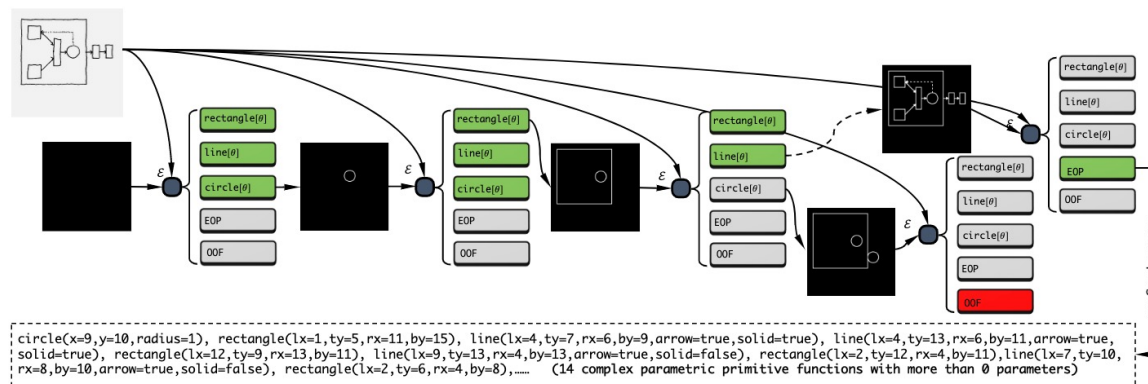 ε
rectangle[θ]
line[θ]
circle[θ]
EOP
OOF
ε
rectangle[θ]
line[θ]
circle[θ]
EOP
OOF
ε
rectangle[θ]
line[θ]
circle[θ]
EOP
OOF
ε
rectangle[θ]
line[θ]
circle[θ]
EOP
OOF
ε
rectangle[θ]
line[θ]
circle[θ]
EOP
OOF
circle(x=9,y=10,radius=1), rectangle(lx=1,ty=5,rx=11,by=15), line(lx=4,ty=7,rx=6,by=9,arrow=true,solid=true), line(lx=4,ty=13,rx=6,by=11,arrow=true,
solid=true), rectangle(lx=12,ty=9,rx=13,by=11), line(lx=9,ty=13,rx=4,by=13,arrow=true,solid=false), rectangle(lx=2,ty=12,rx=4,by=11),line(lx=7,ty=10,
rx=8,by=10,arrow=true,solid=false), rectangle(lx=2,ty=6,rx=4,by=8),..... (14 complex parametric primitive functions with more than 0 parameters)